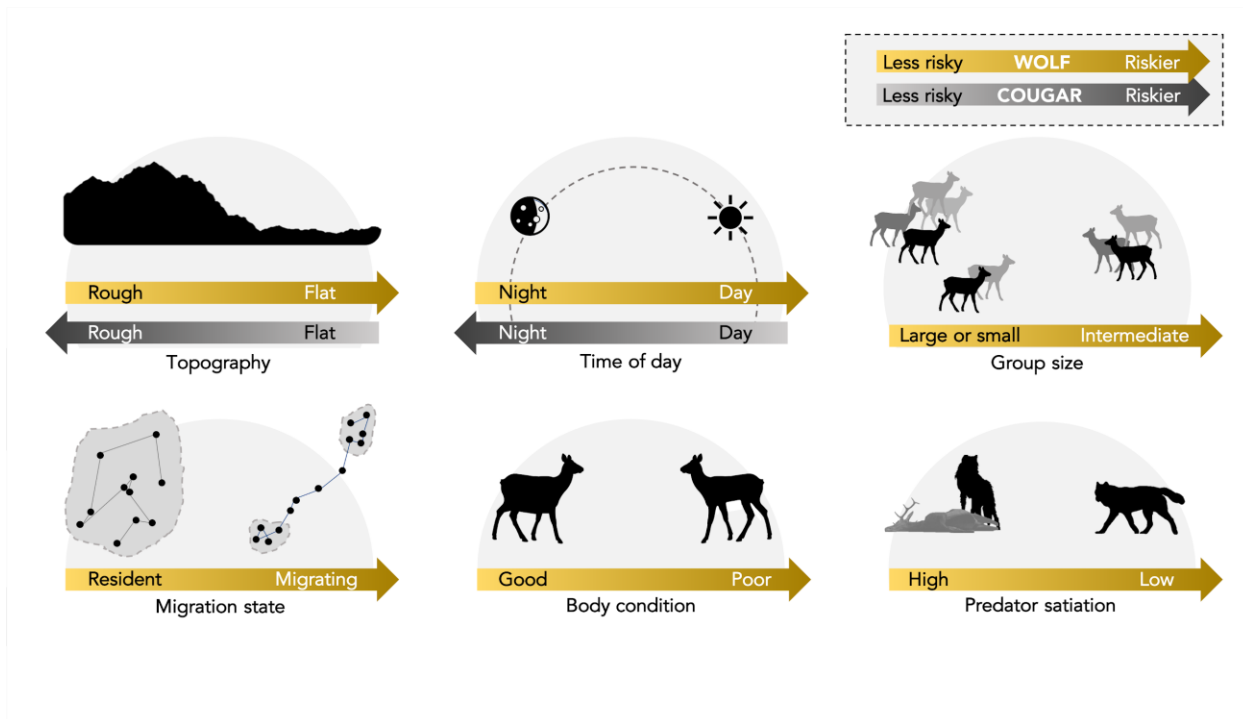 Less risky WOLF Riskier
Less risky COUGAR Riskier
Rough Flat
Rough Flat
Topography
Night Day
Night Day
Time of day
Large or small Intermediate
Group size
Resident Migrating
Migration state
Good Poor
Body condition
High Low
Predator satiation